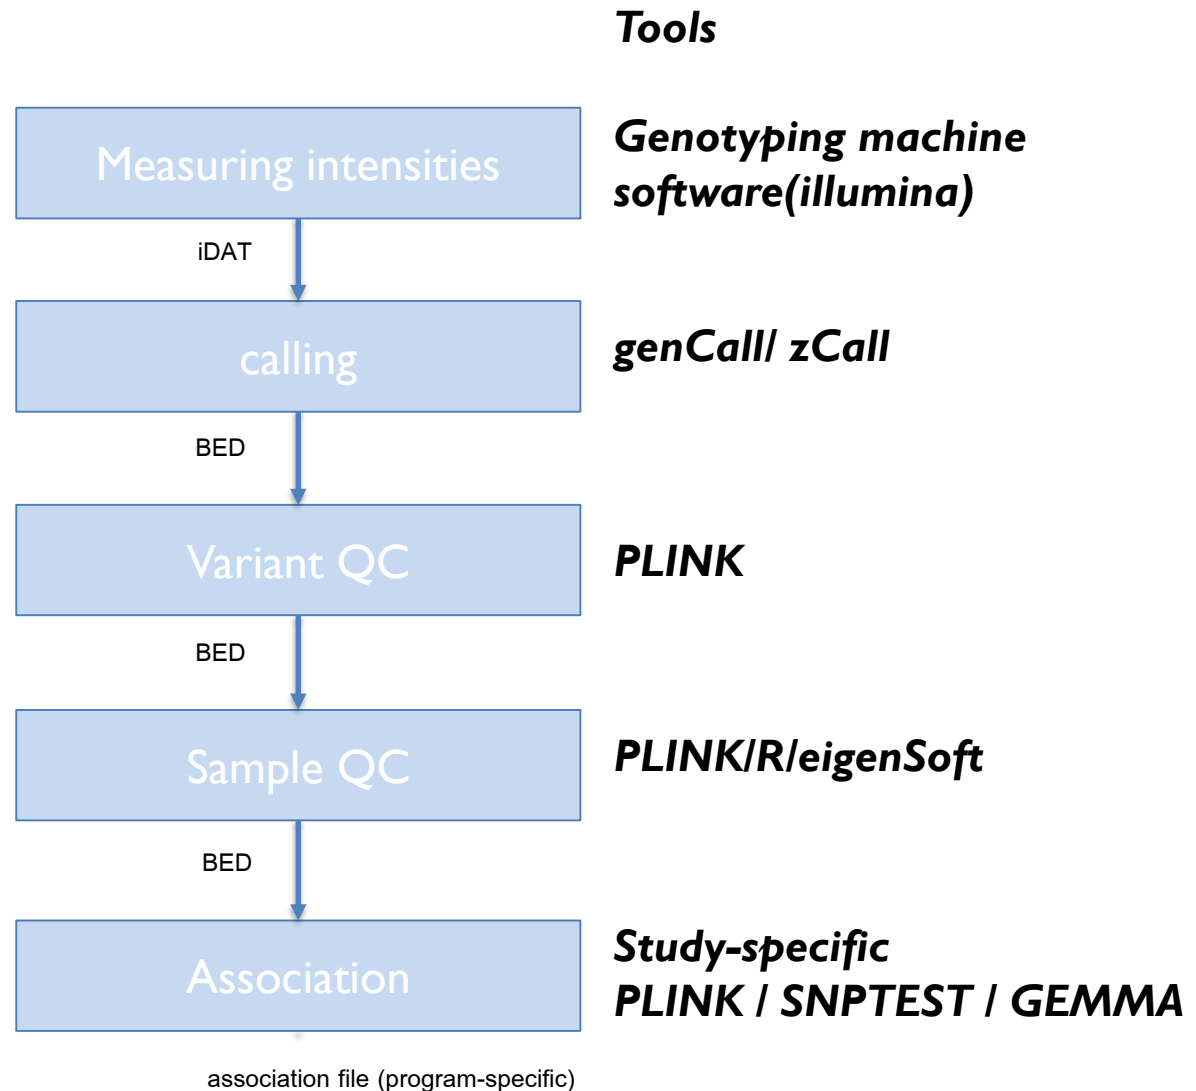 Tools
Measuring intensities
Genotyping machine
software(illumina)
iDAT
calling
genCall/ zCall
BED
Variant QC
PLINK
BED
Sample QC
PLINK/R/eigenSoft
BED
Association
Study-specific
PLINK / SNPTEST / GEMMA
association file (program-specific)